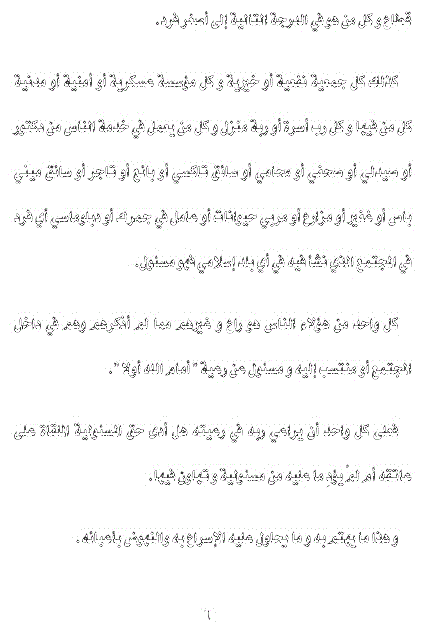 قطاع و كل من هو في الدرجة التالية إلى أصغر فرد .
كذلك كل جمعية نفعية أو خيرية و كل مؤسسة عسكرية أو أمنية أو مدنية
كل من فيها و كل رب أسرة أو ربة منزل و كل من يعمل في خدمة الناس من دكتور
أو صيدلي أو صحفي أو محامي أو سائق تاكسي أو بائع أو تاجر أو سائق ميني
باص أو غفير أو مزارع أو مربي حيوانات أو عامل في جمرك أو دبلوماسي أي فرد
في المجتمع الذي نشأ فيه في أي بلد إسلامي فهو مسئول.
كل واحد من هؤلاء الناس هو راع و غيرهم مما لم أذكرهم وهم في داخل
المجتمع أو منتسب إليه و مسئول عن رعية " أمام الله أولا ".
فعلى كل واحد أن يراعي ربه في رعيته هل أدى حق المسئولية الملقاة على
عاتقه أم لم يؤد ما عليه من مسئولية و تهاون فيها.
و هذا ما يهتم به و ما يحاول عليه الإسراع به والنهوض بأعبائه .
٦